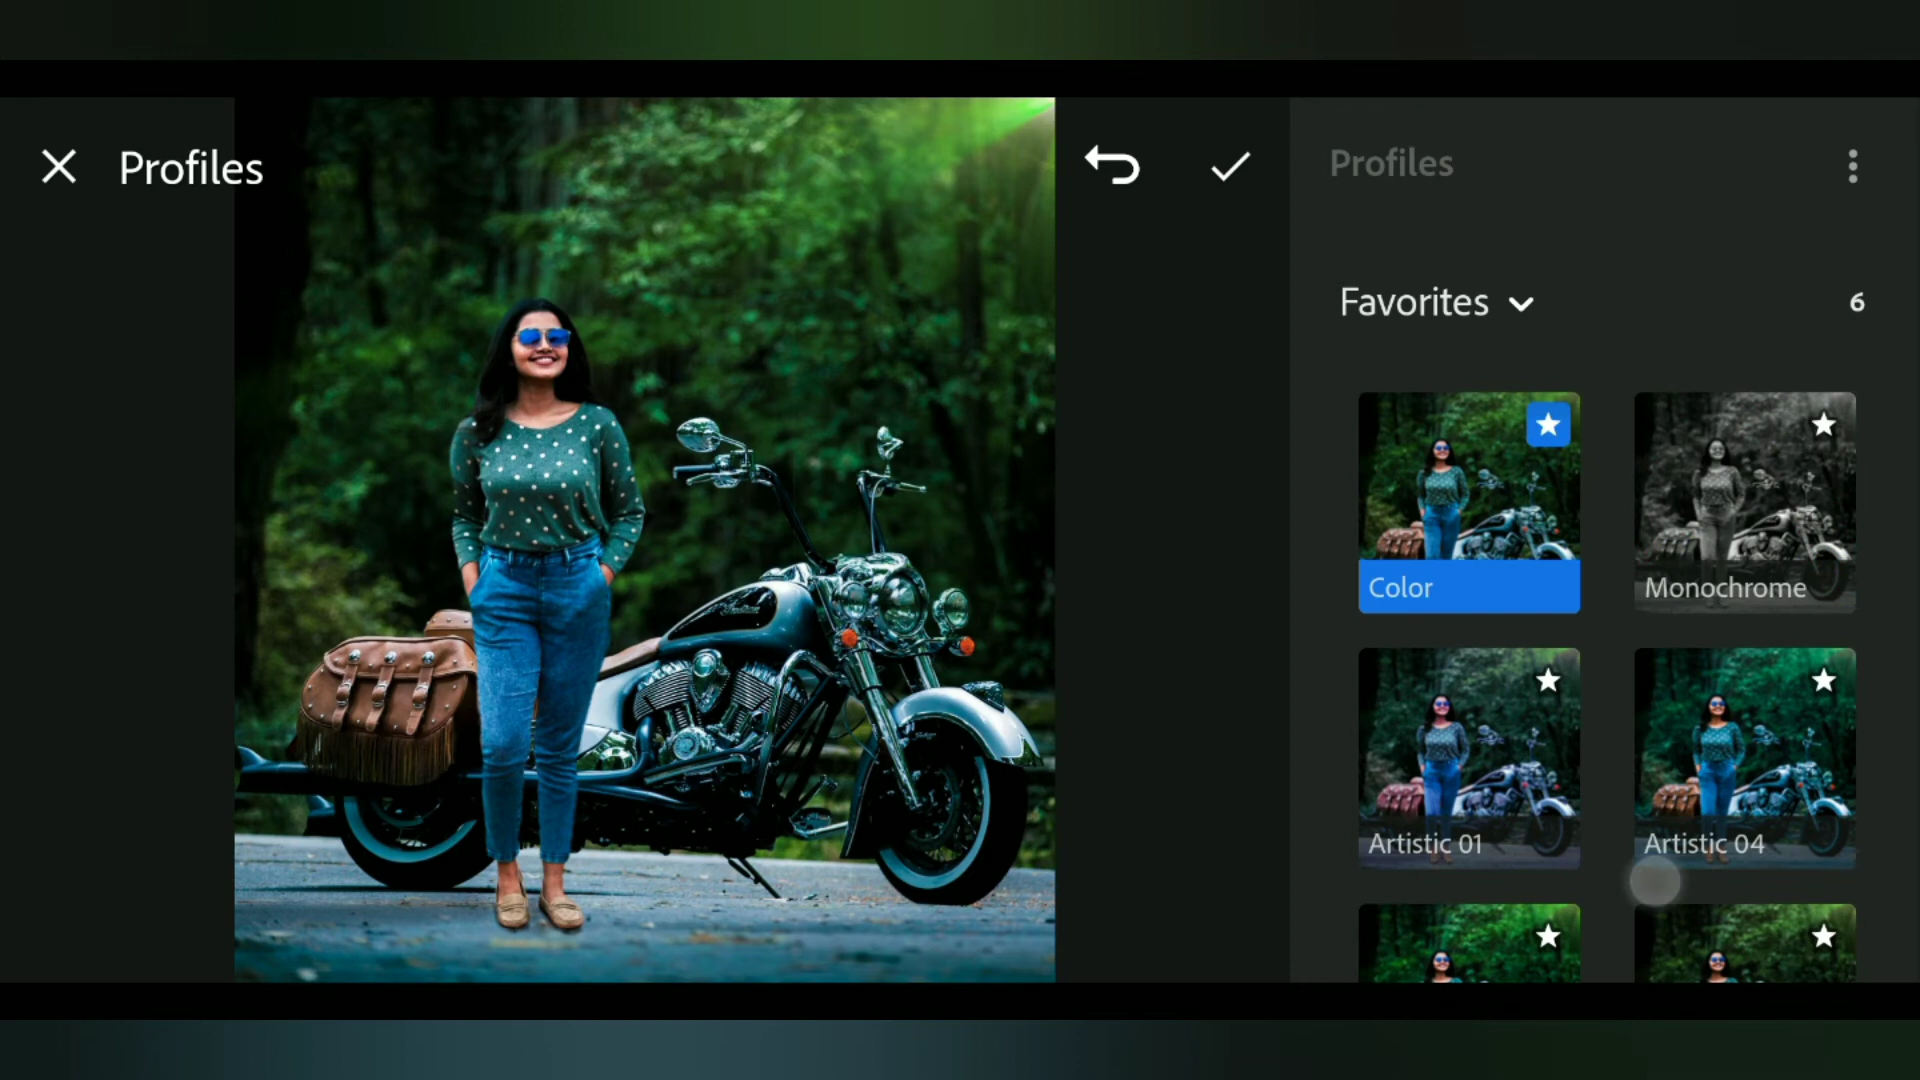 Profiles
Profiles
Favorites
6
Color
Monochrome
Artistic 01
Artistic 04